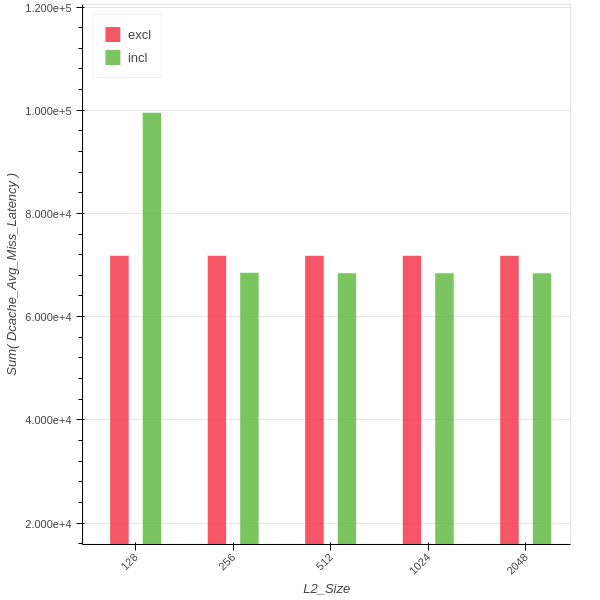 1.200e+5
1.000e+5
8.000e+4
6.000e+4
4.000e+4
2.000e+4
Sum( Dcache_Avg_Miss_Latency )
excl
incl
128
256
512
1024
2048
L2_Size